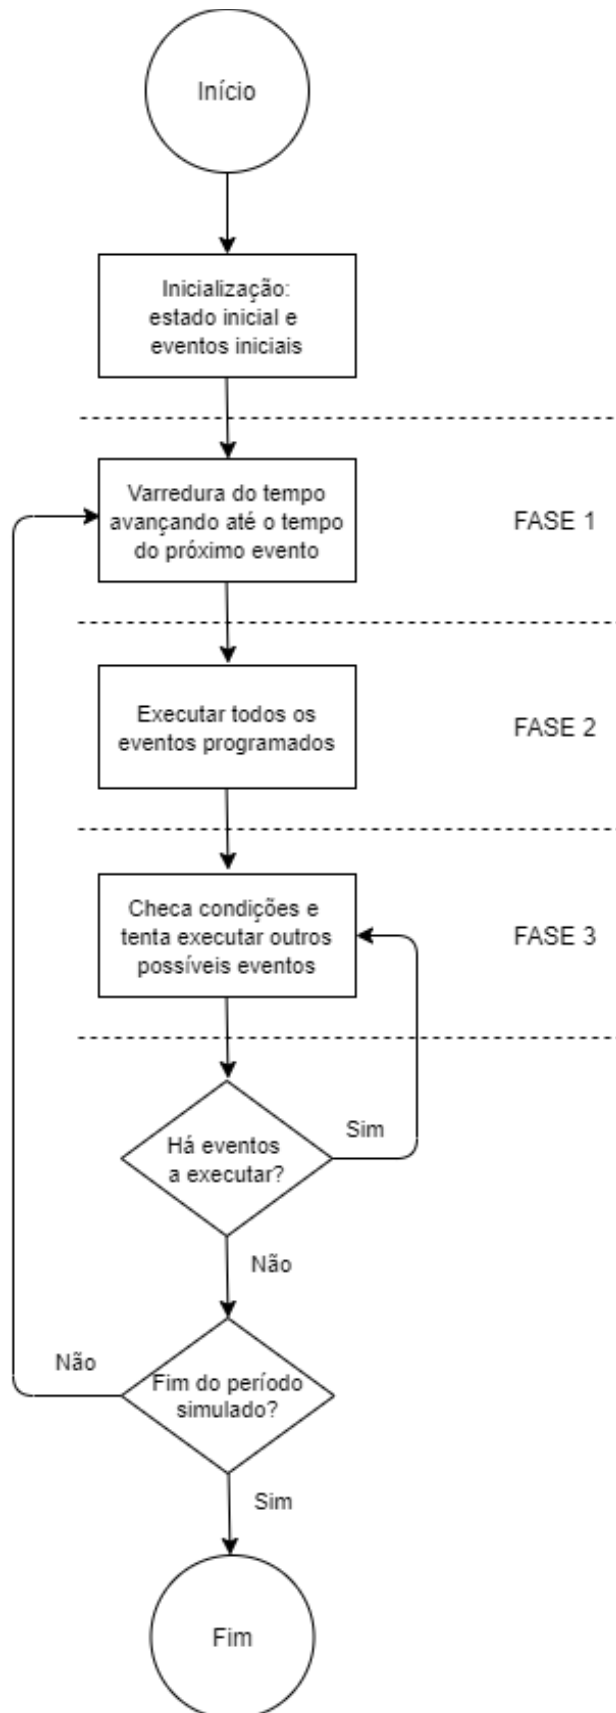 Início
Inicialização:
estado inicial e
eventos iniciais
Varredura do tempo
avançando até o tempo
do próximo evento
FASE 1
Executar todos os
eventos programados
FASE 2
Checa condições e
tenta executar outros
possíveis eventos
FASE 3
Há eventos
a executar?
Sim
Não
Fim do período
simulado?
Não
Sim
Fim